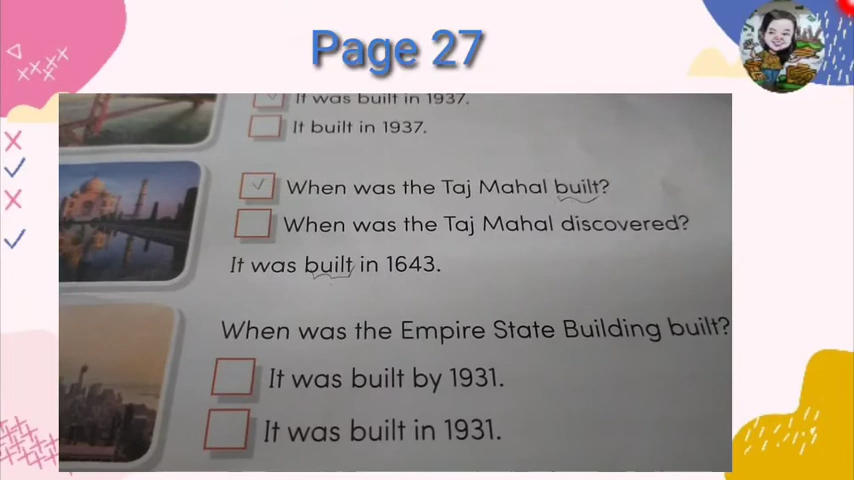 Page 27
It was built in 1937.
It built in 1937.
When was the Taj Mahal built?
When was the Taj Mahal discovered?
It was built in 1643.
When was the Empire State Building built?
It was built by 1931.
It was built in 1931.